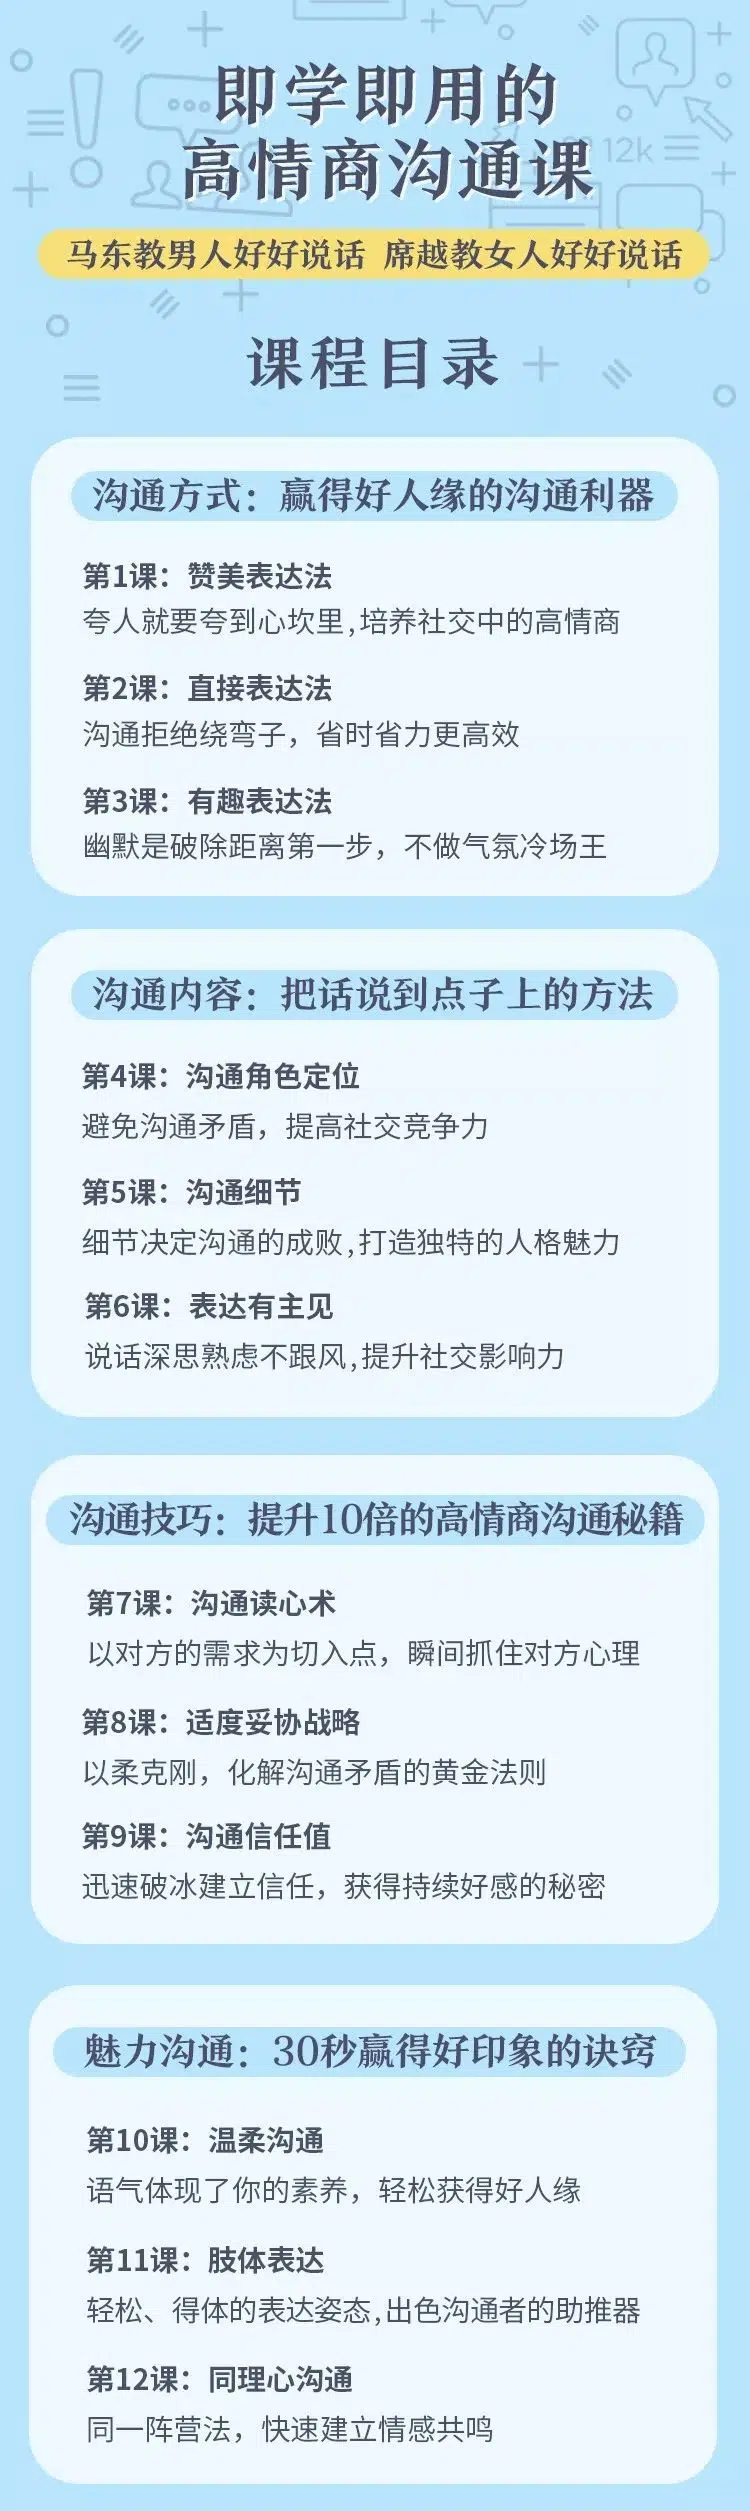 即学即用的
12k
高情商沟通课
马东教男人好好说话 席越教女人好好说话
课程目录
沟通方式：赢得好人缘的沟通利器
第1课：赞美表达法
夸人就要夸到心坎里,培养社交中的高情商
第2课：直接表达法
沟通拒绝绕弯子，省时省力更高效
第3课：有趣表达法
幽默是破除距离第一步，不做气氛冷场王
沟通内容：把话说到点子上的方法
第4课：沟通角色定位
避免沟通矛盾，提高社交竞争力
第5课：沟通细节
细节决定沟通的成败,打造独特的人格魅力
第6课：表达有主见
说话深思熟虑不跟风,提升社交影响力
沟通技巧：提升10倍的高情商沟通秘籍
第7课：沟通读心术
以对方的需求为切入点，瞬间抓住对方心理
第8课：适度妥协战略
以柔克刚，化解沟通矛盾的黄金法则
第9课：沟通信任值
迅速破冰建立信任，获得持续好感的秘密
魅力沟通：30秒赢得好印象的诀窍
第10课：温柔沟通
语气体现了你的素养，轻松获得好人缘
第11课：肢体表达
轻松、得体的表达姿态,出色沟通者的助推器
第12课：同理心沟通
同一阵营法，快速建立情感共鸣